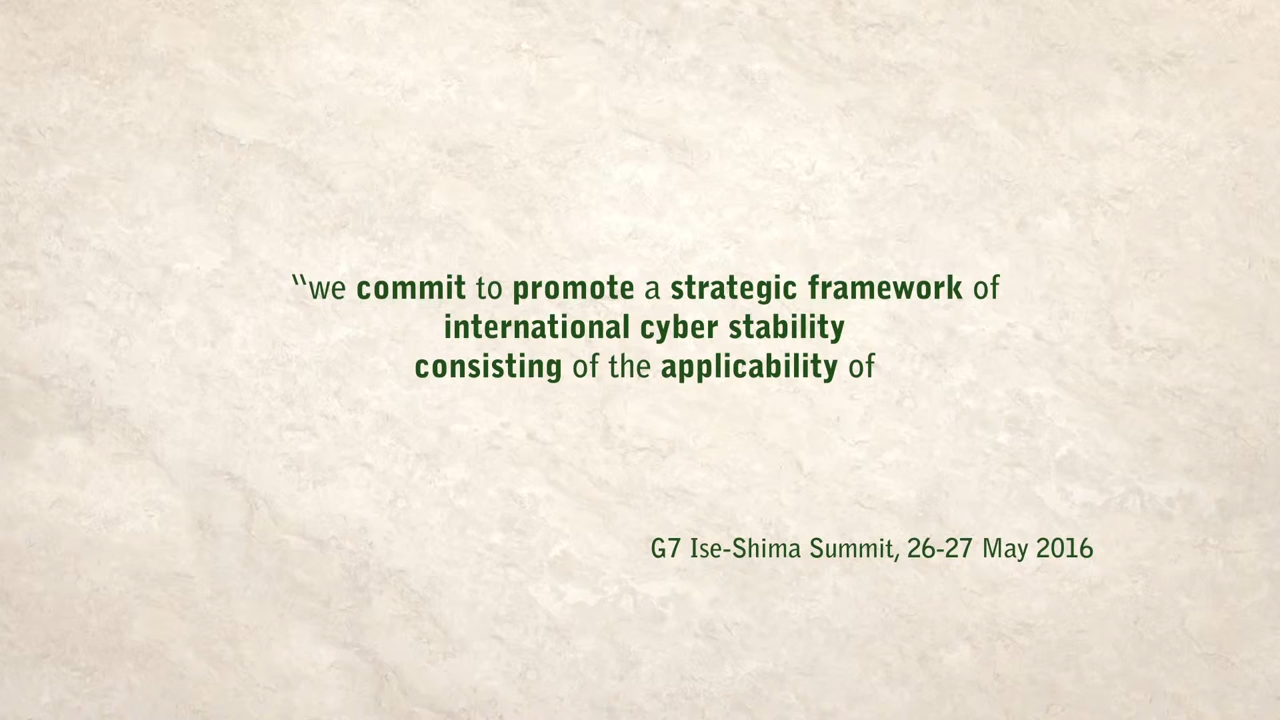 “we commit to promote a strategic framework of
international cyber stability
consisting of the applicability of
G7 Ise-Shima Summit, 26-27 May 2016